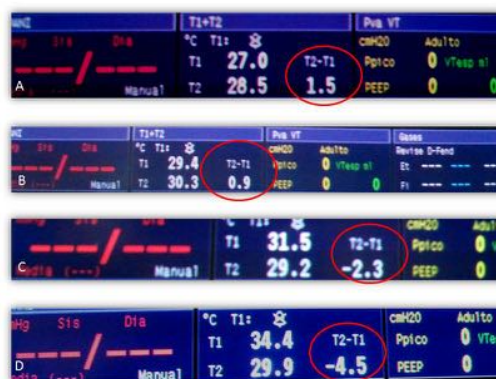 ANI T1+T2 Pva VT
mHg Sis Dia °C T1: cmH2O Adulto
---/--- T1 27.0 T2-T1 Ppico 0 VTesp ml
A Manual T2 28.5 1.5 PEEP 0 0
T1+T2 Pva VT Gases
Sis Dia °C T1: cmH2O Adulto Revise D-Fend
---/--- T1 29.4 T2-T1 Ppico 0 VTesp ml Et --- --- ---
B Manual T2 30.3 0.9 PEEP 0 0 Fi --- --- ---
°C T1: cmH2O
---/--- T1 31.5 T2-T1 Ppico 0
C (---) Manual T2 29.2 -2.3 PEEP 0
mHg Sis Dia °C T1: cmH2O Adulto
---/--- T1 34.4 T2-T1 Ppico 0
D (---) Manual T2 29.9 -4.5 PEEP 0